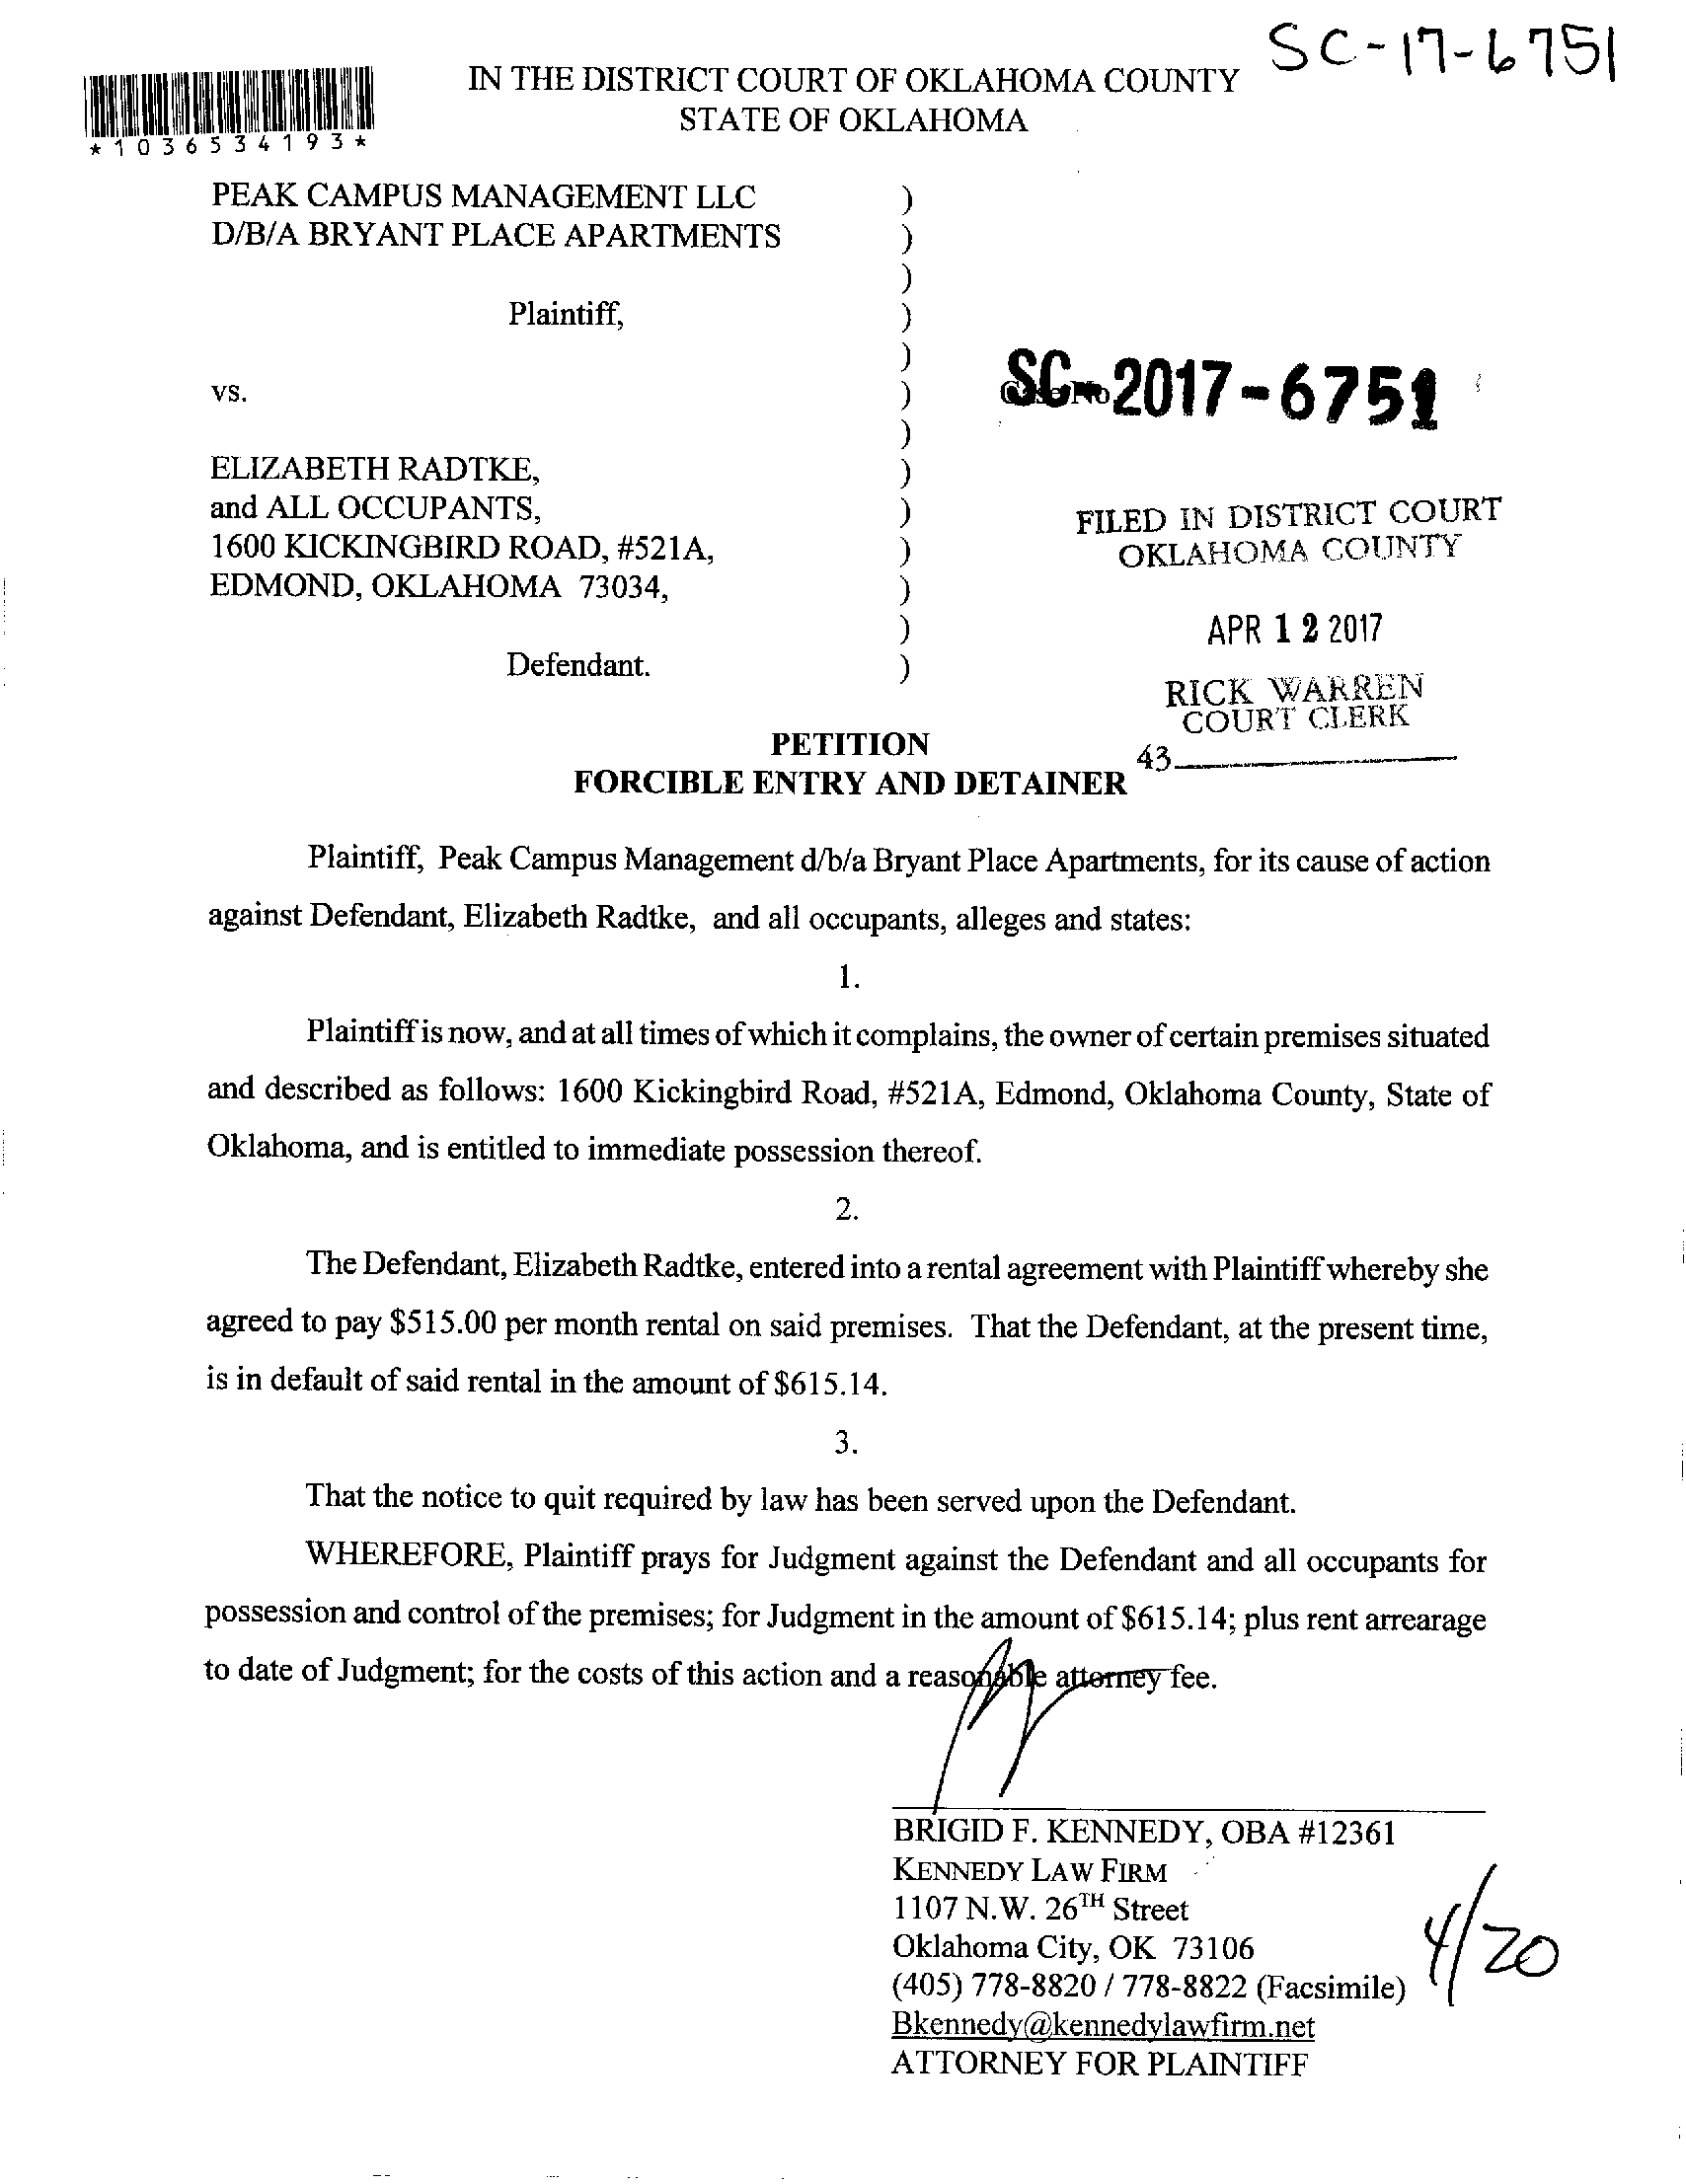 SC-17-6751
IN THE DISTRICT COURT OF OKLAHOMA COUNTY
STATE OF OKLAHOMA
*1036534193*
PEAK CAMPUS MANAGEMENT LLC )
D/B/A BRYANT PLACE APARTMENTS )
)
Plaintiff, )
)
vs. )
SC-2017-6751
)
ELIZABETH RADTKE, )
and ALL OCCUPANTS, )
1600 KICKINGBIRD ROAD, #521A, )
EDMOND, OKLAHOMA 73034, )
)
Defendant. )
FILED IN DISTRICT COURT
OKLAHOMA COUNTY
APR 12 2017
RICK WARREN
COURT CLERK
43
PETITION
FORCIBLE ENTRY AND DETAINER
Plaintiff, Peak Campus Management d/b/a Bryant Place Apartments, for its cause of action
against Defendant, Elizabeth Radtke, and all occupants, alleges and states:
1.
Plaintiff is now, and at all times of which it complains, the owner of certain premises situated
and described as follows: 1600 Kickingbird Road, #521A, Edmond, Oklahoma County, State of
Oklahoma, and is entitled to immediate possession thereof.
2.
The Defendant, Elizabeth Radtke, entered into a rental agreement with Plaintiff whereby she
agreed to pay $515.00 per month rental on said premises. That the Defendant, at the present time,
is in default of said rental in the amount of $615.14.
3.
That the notice to quit required by law has been served upon the Defendant.
WHEREFORE, Plaintiff prays for Judgment against the Defendant and all occupants for
possession and control of the premises; for Judgment in the amount of $615.14; plus rent arrearage
to date of Judgment; for the costs of this action and a reasonable attorney fee.
BRIGID F. KENNEDY, OBA #12361
KENNEDY LAW FIRM
1107 N.W. 26TH Street
Oklahoma City, OK 73106
(405) 778-8820 / 778-8822 (Facsimile)
Bkennedy@kennedylawfirm.net
ATTORNEY FOR PLAINTIFF
4/20